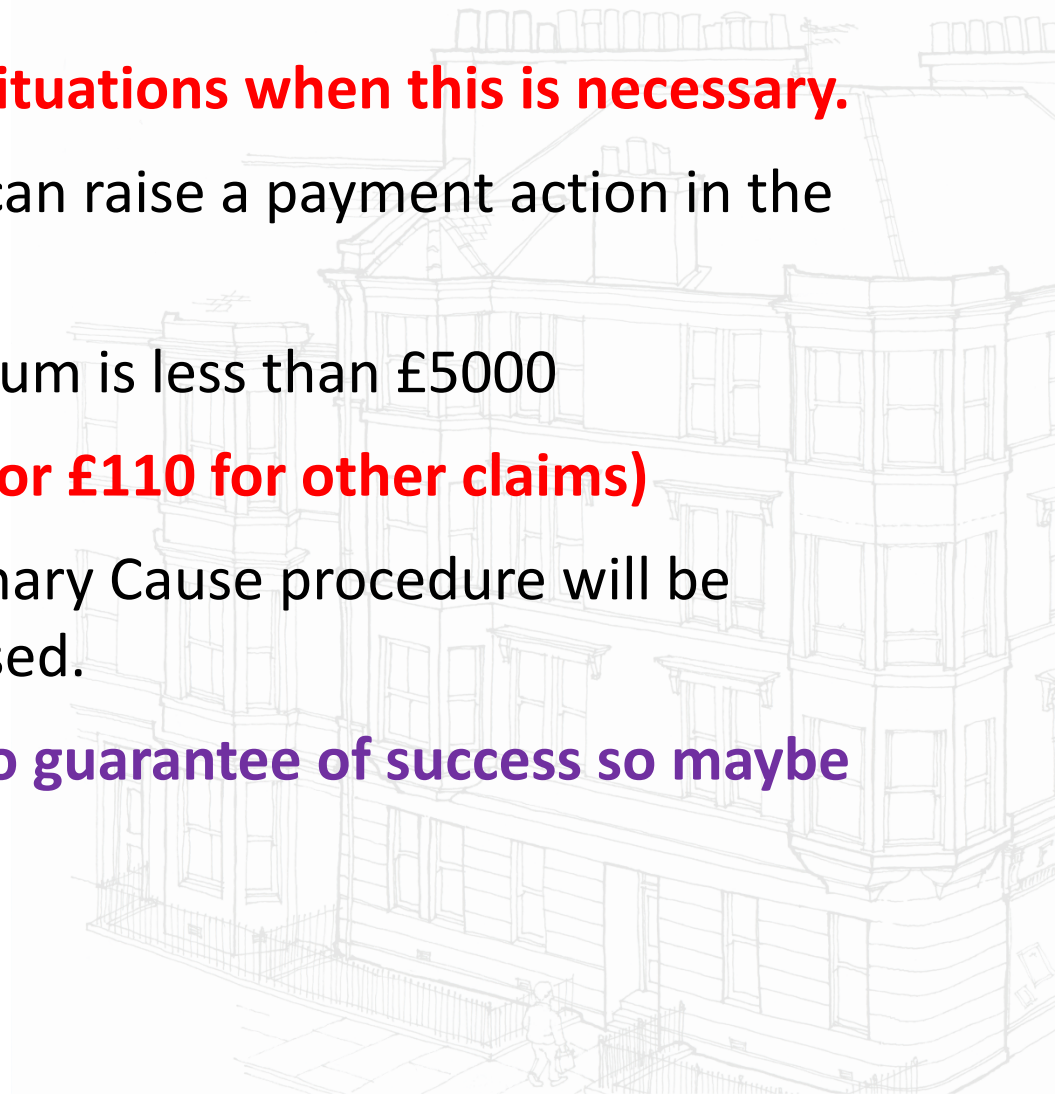 ituations when this is necessary.
can raise a payment action in the
um is less than £5000
or £110 for other claims)
nary Cause procedure will be
sed.
o guarantee of success so maybe